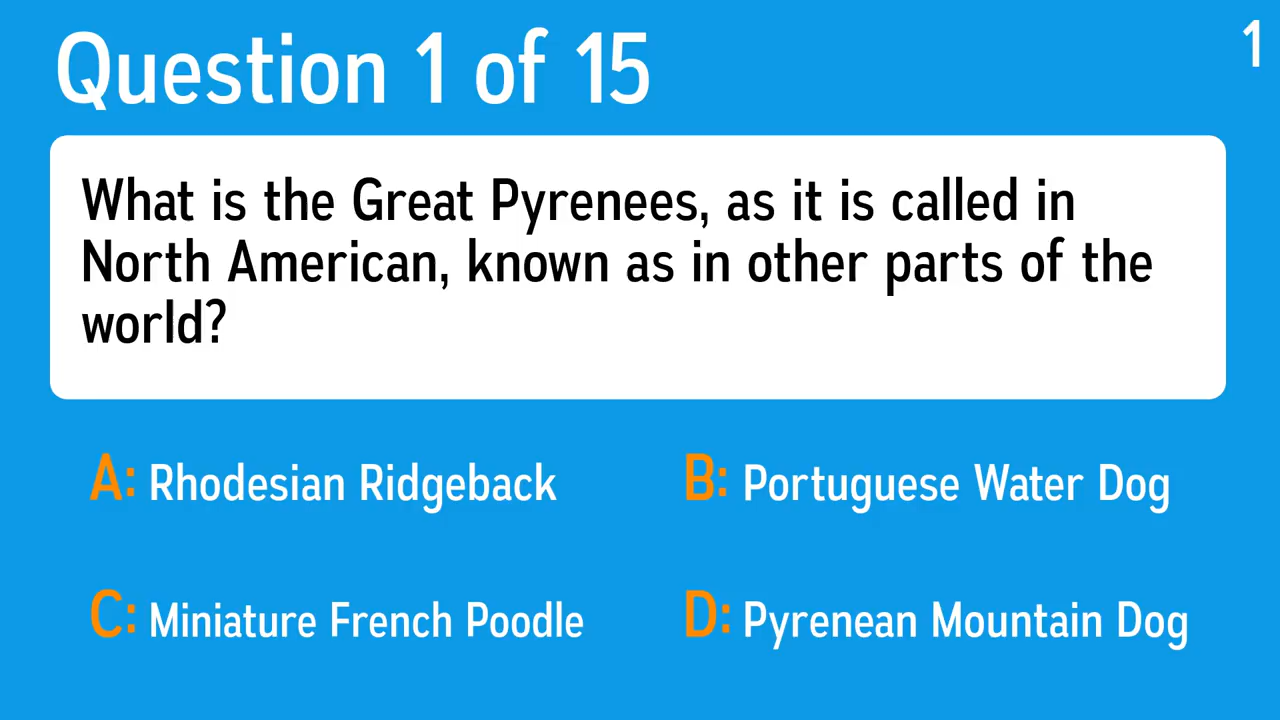 Question 1 of 15
1
What is the Great Pyrenees, as it is called in
North American, known as in other parts of the
world?
A: Rhodesian Ridgeback
B: Portuguese Water Dog
C: Miniature French Poodle
D: Pyrenean Mountain Dog